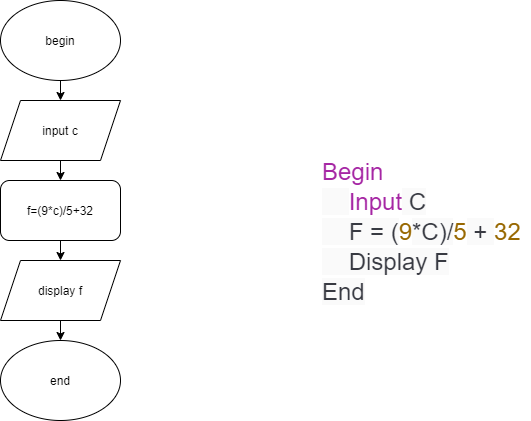 begin
input c
f=(9*c)/5+32
display f
end
Begin
Input C
F = (9*C)/5 + 32
Display F
End